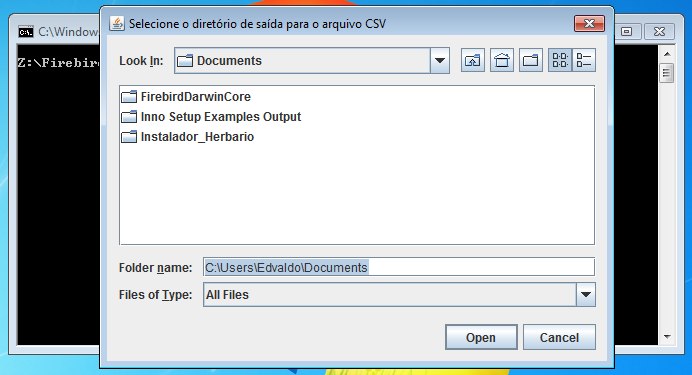 C:\Window
Selecione o diretório de saída para o arquivo CSV
Z:\Firebird
Look In:
Documents
FirebirdDarwinCore
Inno Setup Examples Output
Instalador_Herbario
Folder name:
C:\Users\Edvaldo\Documents
Files of Type:
All Files
Open
Cancel